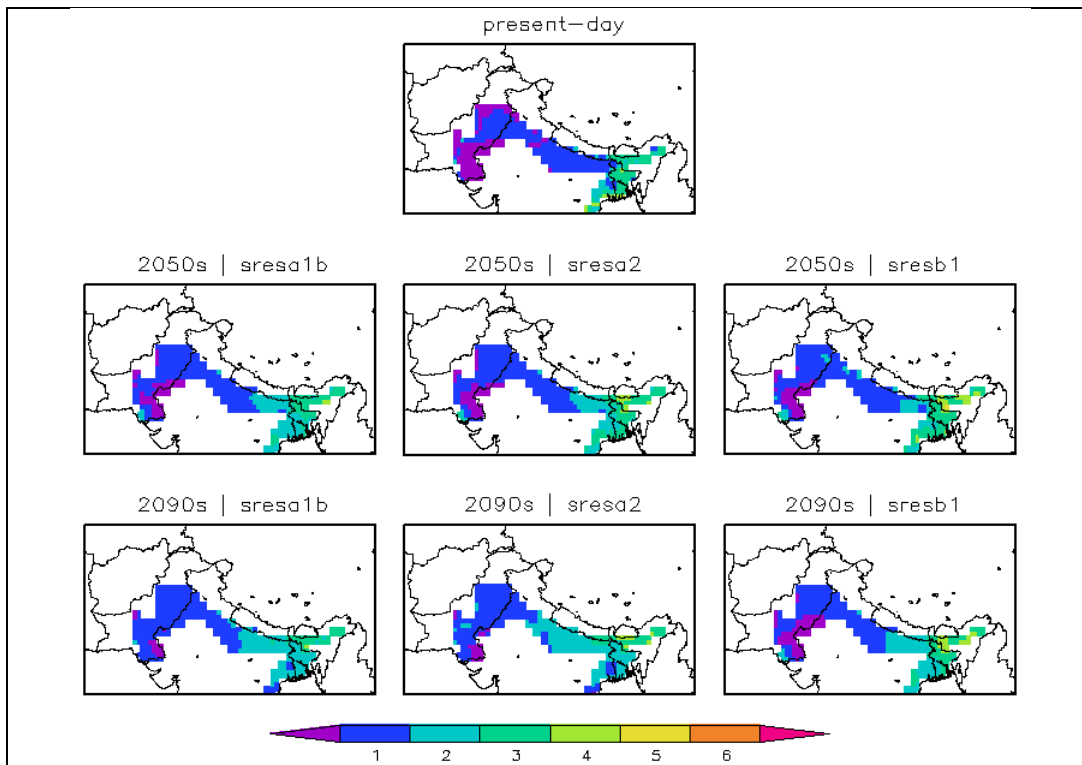 present-day
2050s | sresa1b
2050s | sresa2
2050s | sresb1
2090s | sresa1b
2090s | sresa2
2090s | sresb1
1 2 3 4 5 6